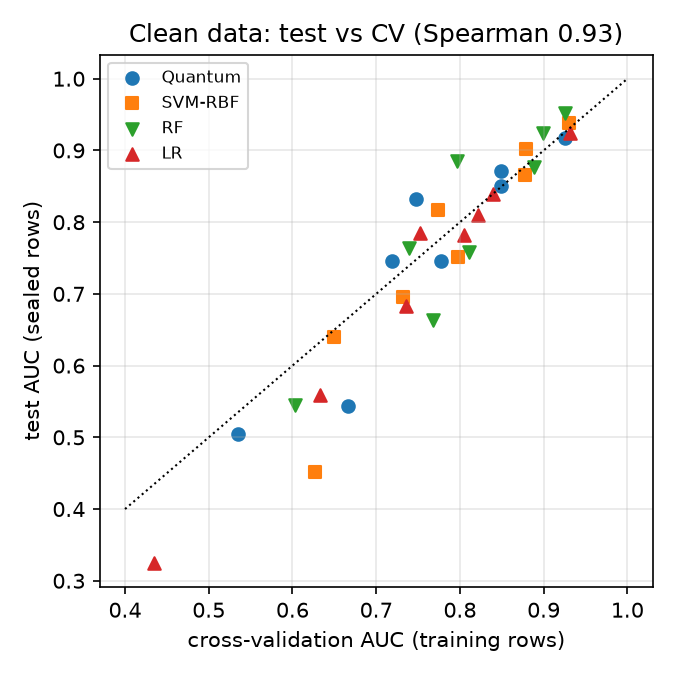 Clean data: test vs CV (Spearman 0.93)
Quantum
SVM-RBF
RF
LR
test AUC (sealed rows)
1.0
0.9
0.8
0.7
0.6
0.5
0.4
0.3
0.4 0.5 0.6 0.7 0.8 0.9 1.0
cross-validation AUC (training rows)